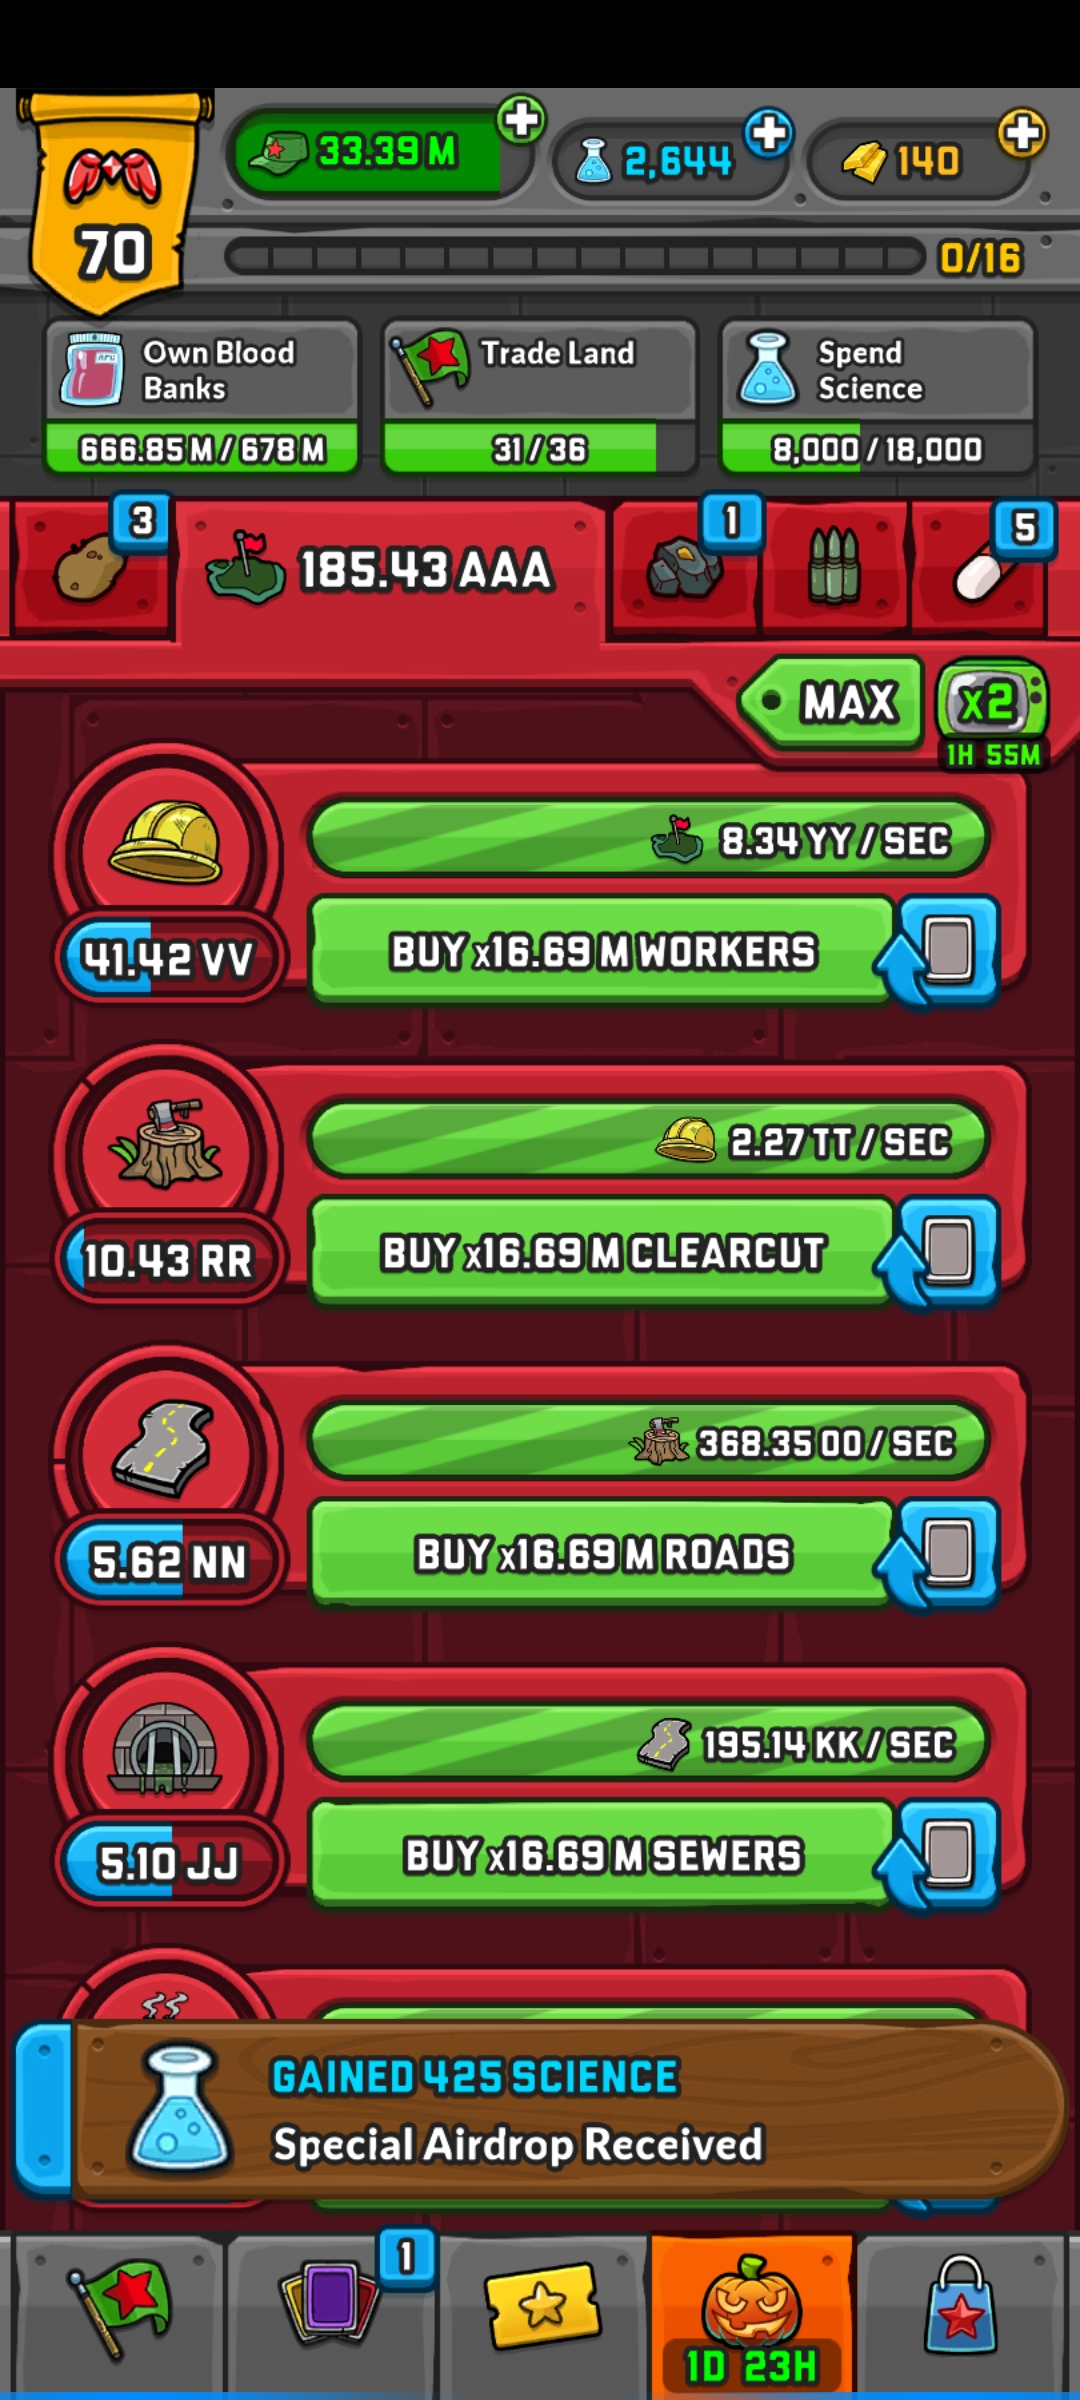 33.39 M
2,644
140
70
0/16
Own Blood
Banks
666.85 M / 678 M
Trade Land
31 / 36
Spend
Science
8,000 / 18,000
3
185.43 AAA
1
5
MAX
x2
1H 55M
8.34 YY / SEC
41.42 VV
BUY x16.69 M WORKERS
2.27 TT / SEC
10.43 RR
BUY x16.69 M CLEARCUT
368.35 OO / SEC
5.62 NN
BUY x16.69 M ROADS
195.14 KK / SEC
5.10 JJ
BUY x16.69 M SEWERS
GAINED 425 SCIENCE
Special Airdrop Received
1
1D 23H